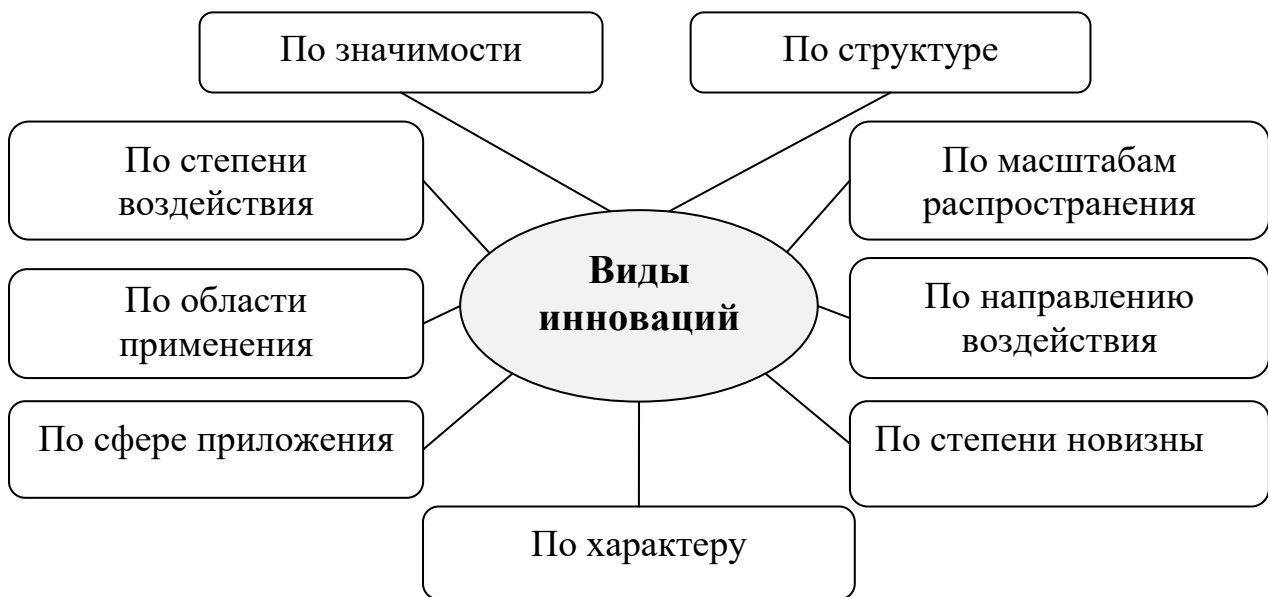 По значимости
По структуре
По степени
воздействия
По масштабам
распространения
Виды
инноваций
По области
применения
По направлению
воздействия
По сфере приложения
По степени новизны
По характеру